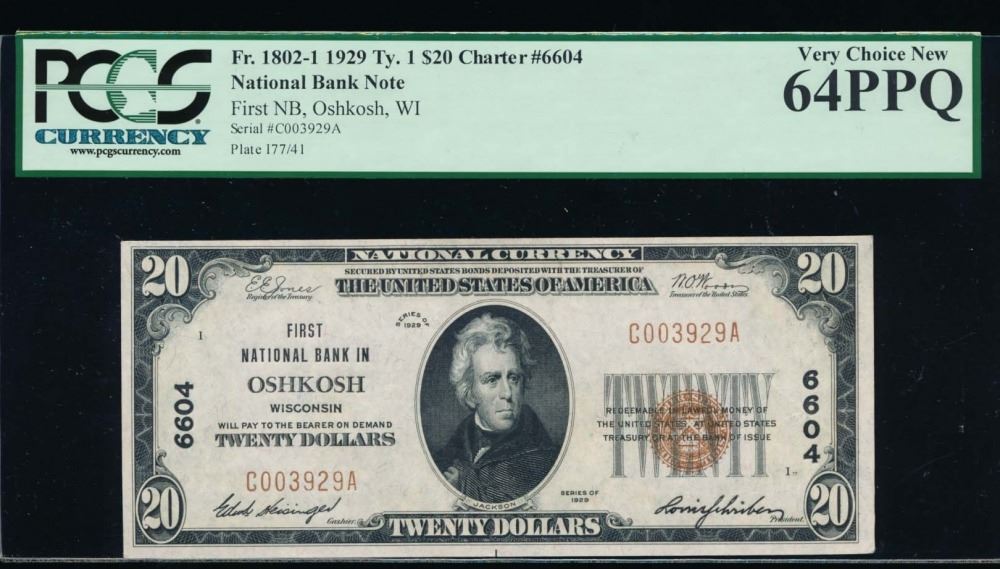 PCGS
CURRENCY
www.pcgscurrency.com
Fr. 1802-1 1929 Ty. 1 $20 Charter #6604
National Bank Note
First NB, Oshkosh, WI
Serial #C003929A
Plate 177/41
Very Choice New
64PPQ
NATIONAL CURRENCY
SECURED BY UNITED STATES BONDS DEPOSITED WITH THE TREASURER OF
THE UNITED STATES OF AMERICA
20
20
E E Jones
Register of the Treasury
W.O. Woods
Treasurer of the United States
SERIES OF
1929
1
FIRST
NATIONAL BANK IN
OSHKOSH
WISCONSIN
WILL PAY TO THE BEARER ON DEMAND
TWENTY DOLLARS
C003929A
C003929A
6604
6604
TWENTY
REDEEMABLE IN LAWFUL MONEY OF
THE UNITED STATES, AT UNITED STATES
TREASURY, OR AT THE BANK OF ISSUE
Cashier.
JACKSON
SERIES OF
1929
Louis Schriber
President.
20
TWENTY DOLLARS
20